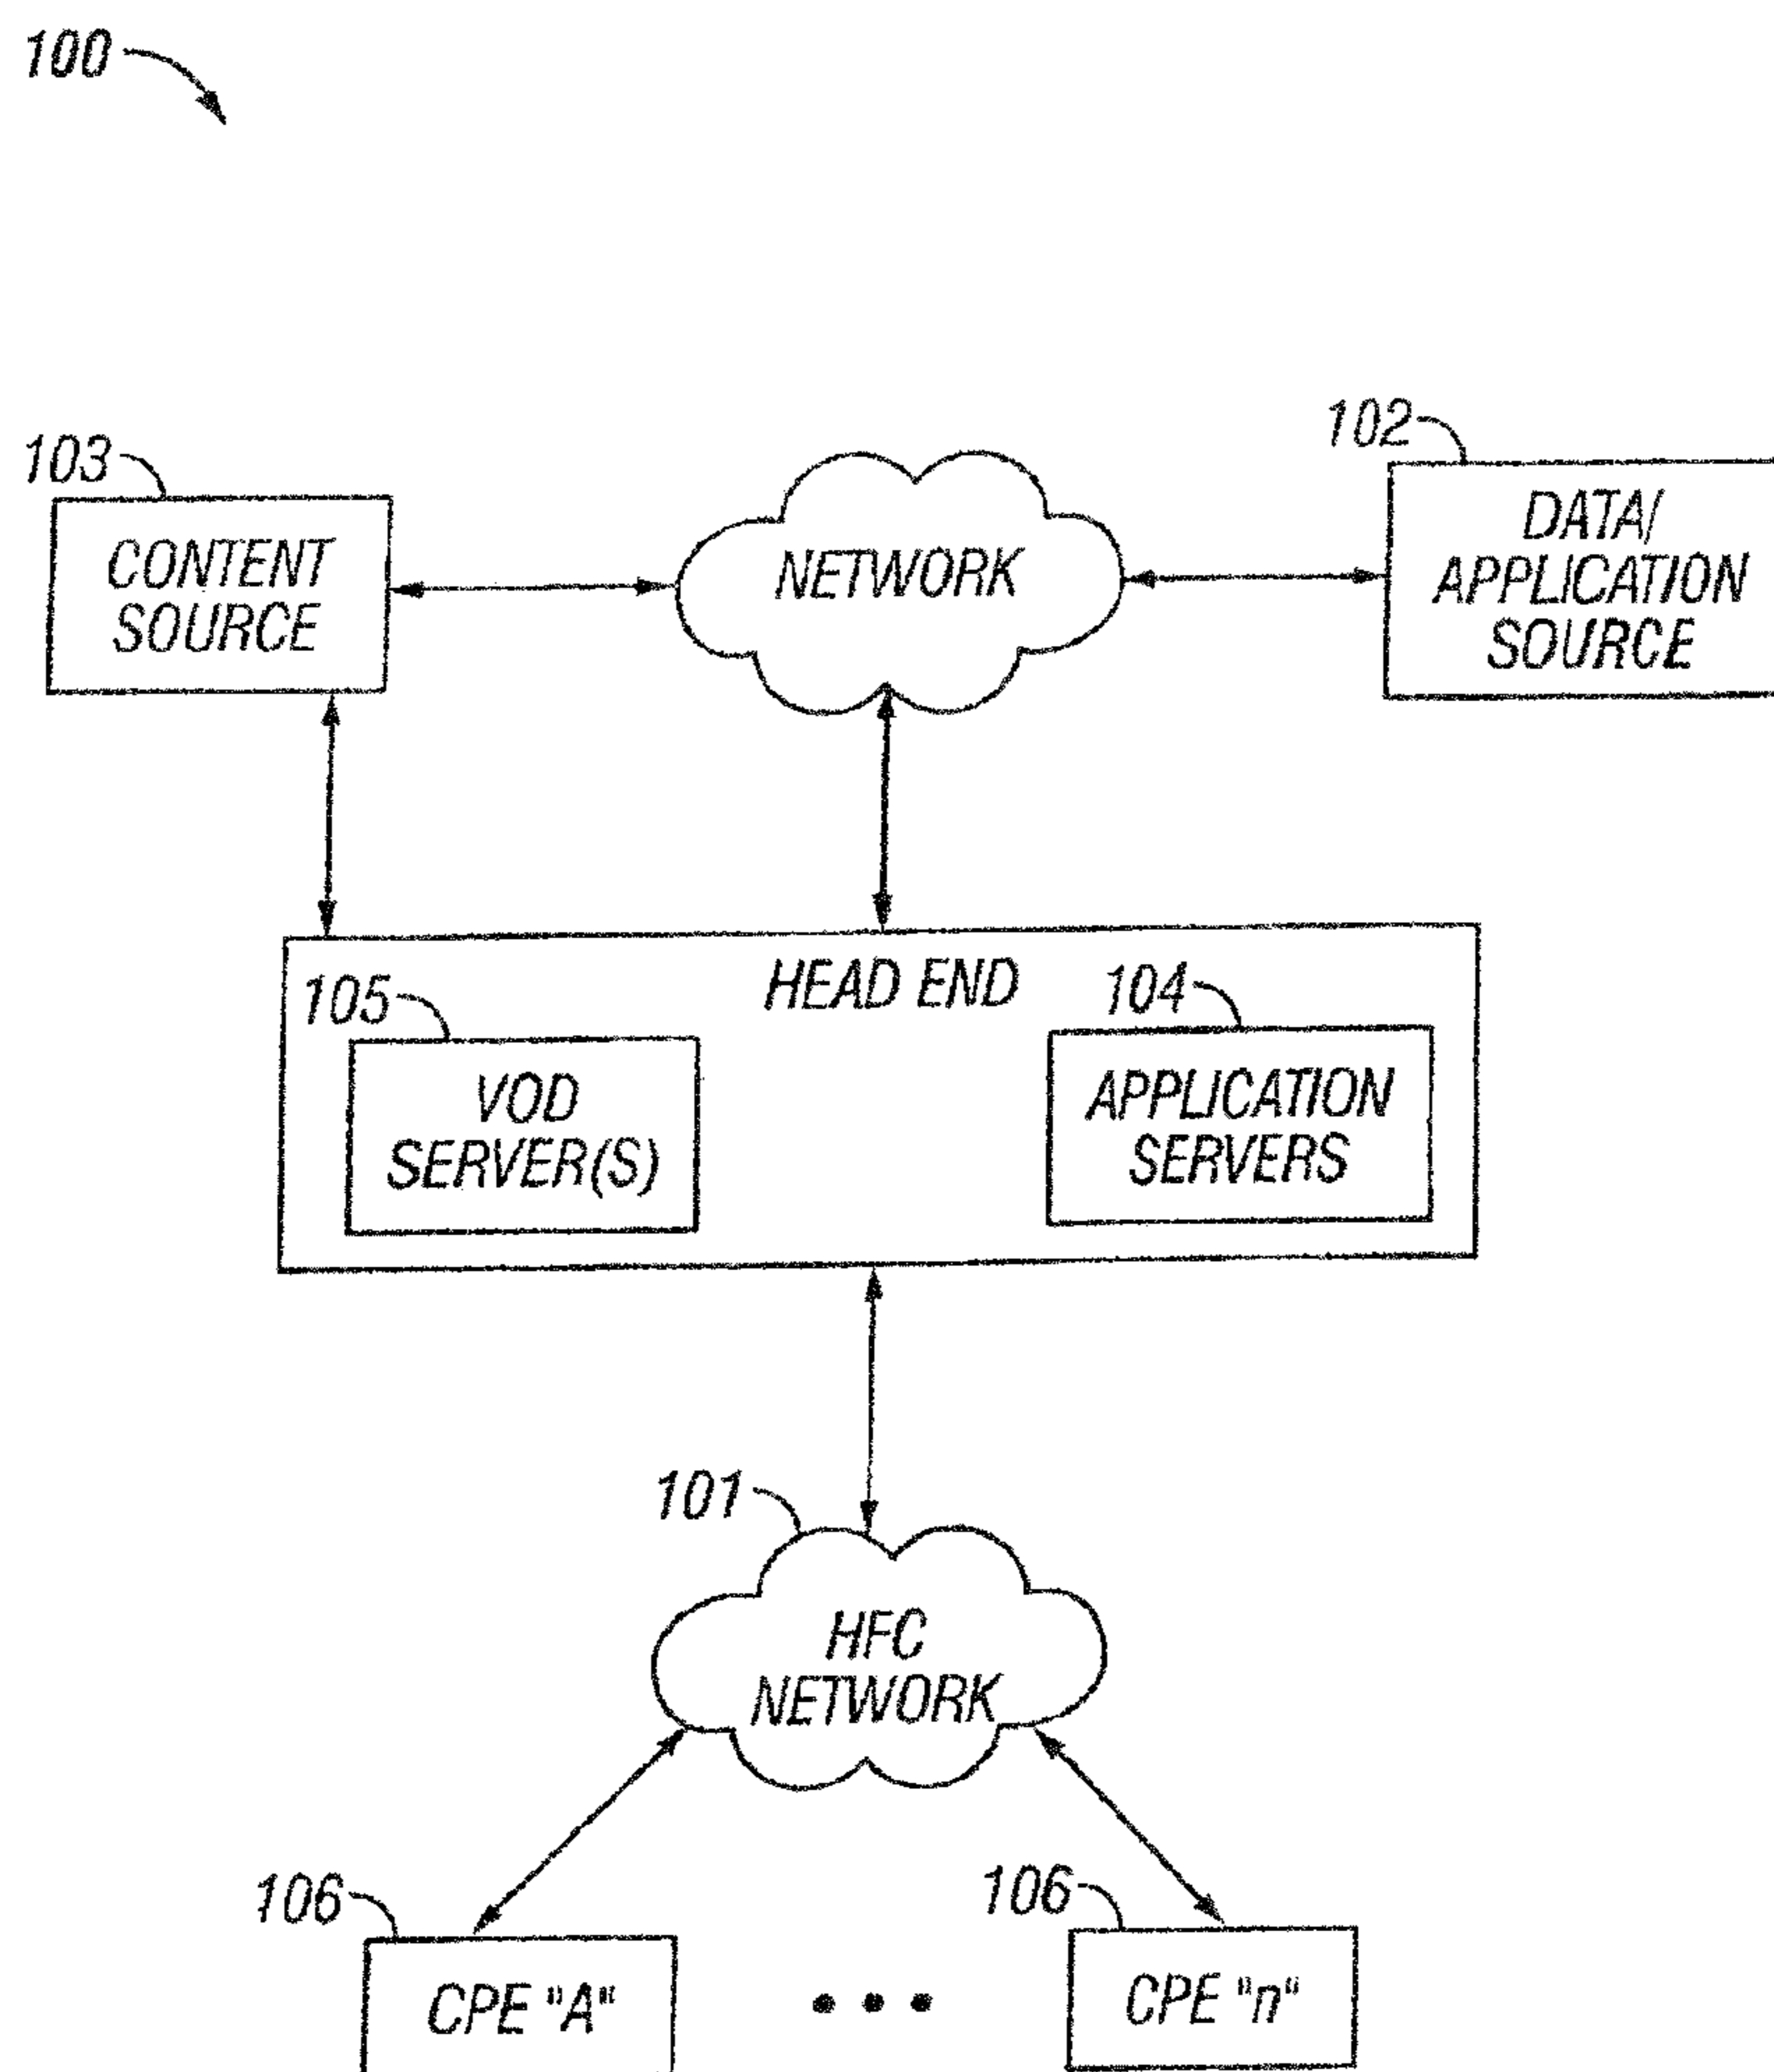 100
103
102
CONTENT
SOURCE
NETWORK
DATA/
APPLICATION
SOURCE
HEAD END
105
104
VOD
SERVER(S)
APPLICATION
SERVERS
101
HFC
NETWORK
106
106
CPE "A"
• • •
CPE "n"